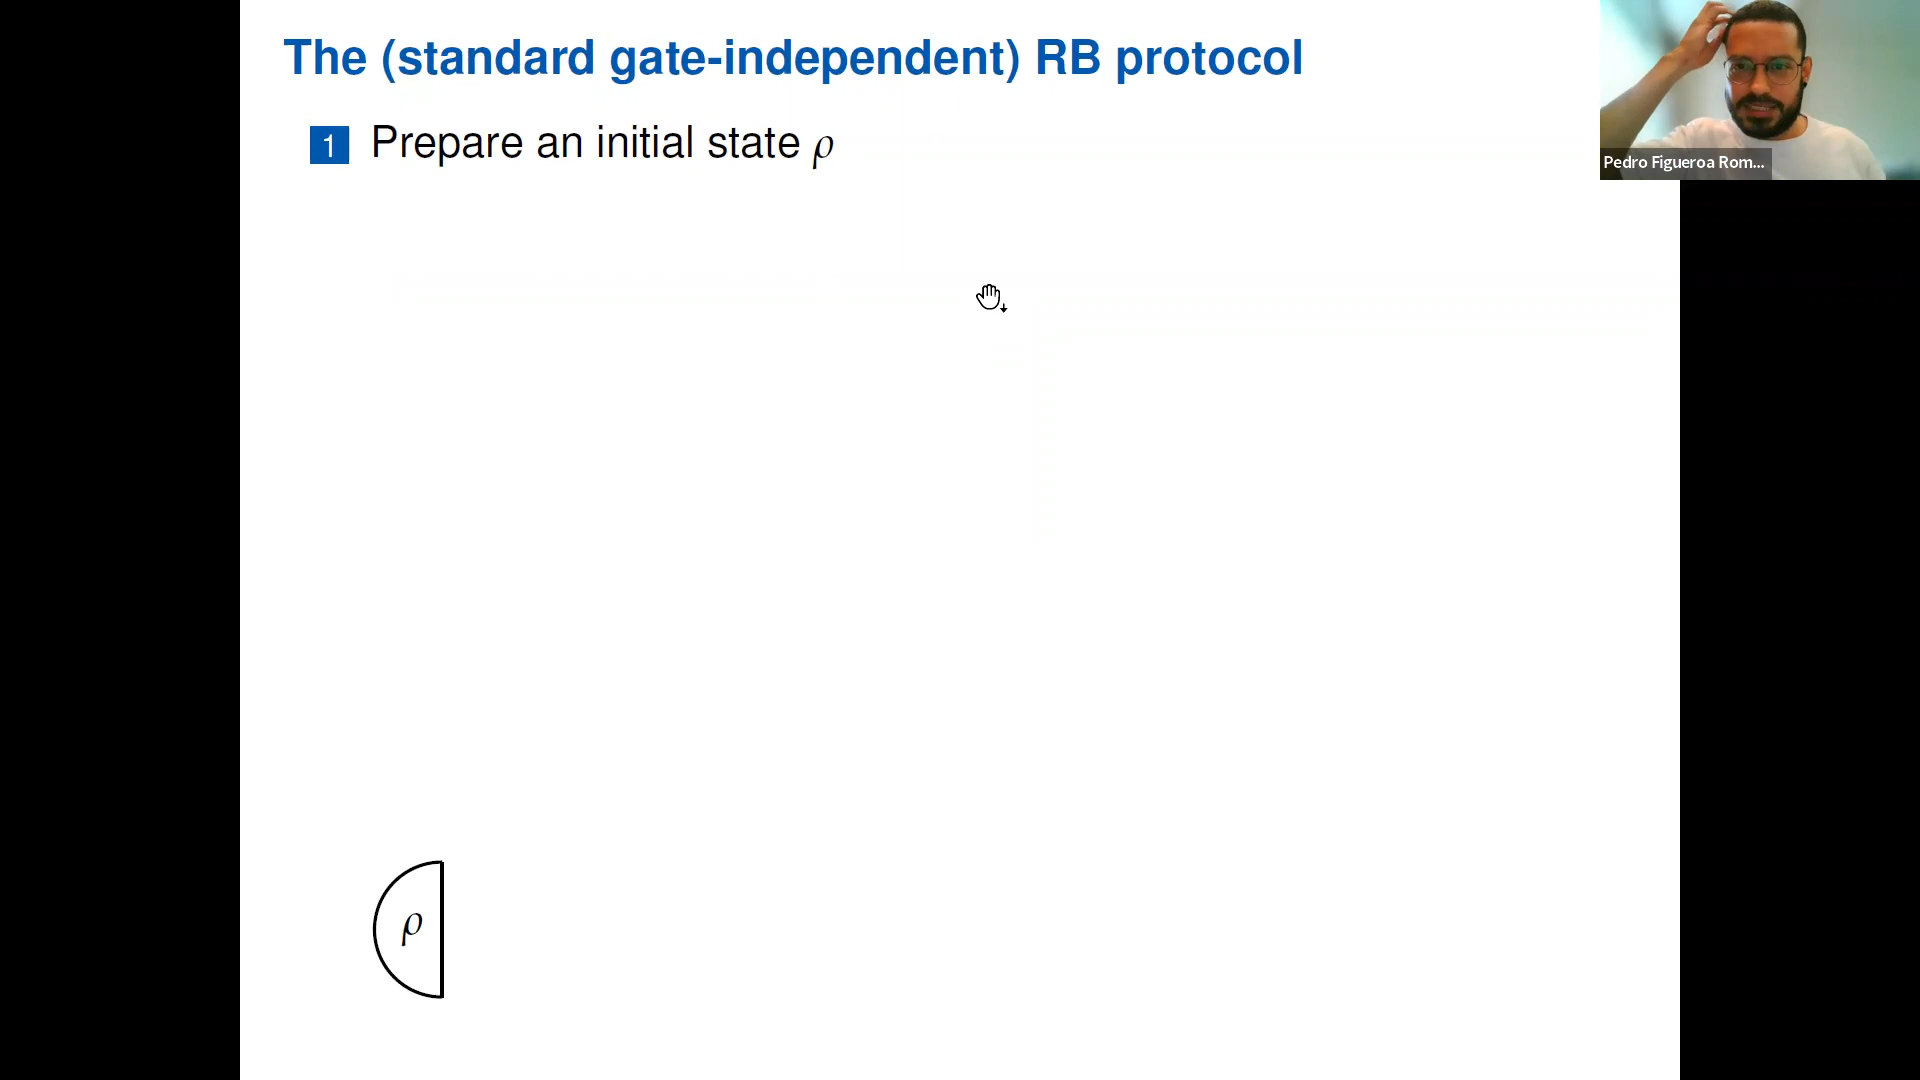 The (standard gate-independent) RB protocol
1 Prepare an initial state ρ
Pedro Figueroa Rom...
ρ